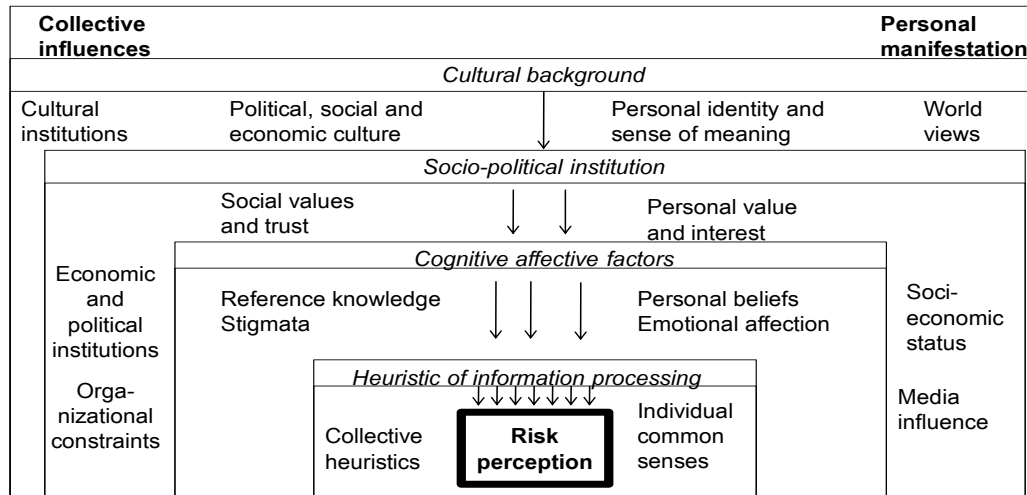 Collective
influences
Personal
manifestation
Cultural background
Cultural
institutions
Political, social and
economic culture
Personal identity and
sense of meaning
World
views
Socio-political institution
Social values
and trust
Personal value
and interest
Cognitive affective factors
Economic
and
political
institutions
Reference knowledge
Stigmata
Personal beliefs
Emotional affection
Soci-
economic
status
Heuristic of information processing
Orga-
nizational
constraints
Collective
heuristics
Risk
perception
Individual
common
senses
Media
influence